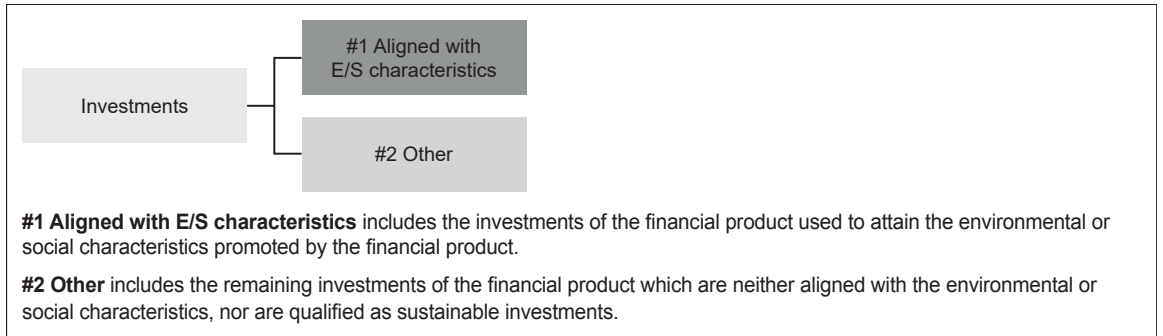 #1 Aligned with
E/S characteristics
Investments
#2 Other
#1 Aligned with E/S characteristics includes the investments of the financial product used to attain the environmental or
social characteristics promoted by the financial product.
#2 Other includes the remaining investments of the financial product which are neither aligned with the environmental or
social characteristics, nor are qualified as sustainable investments.